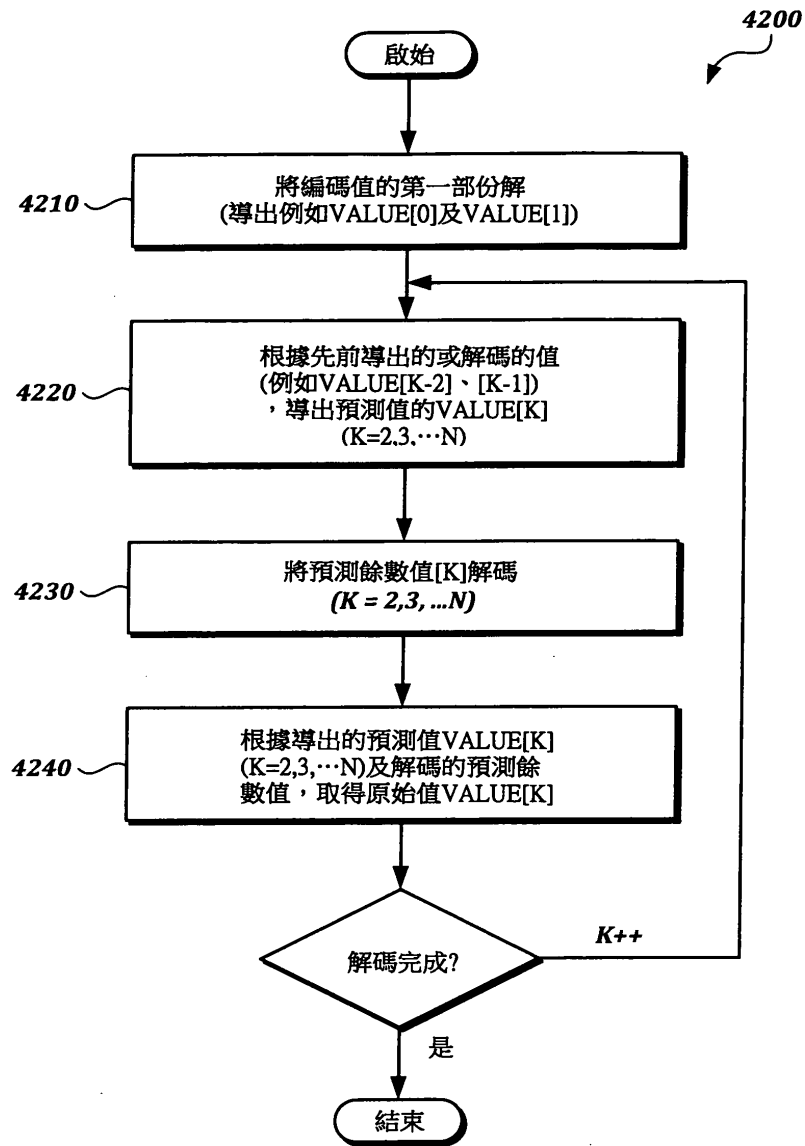 4200
啟始
4210
將編碼值的第一部份解
(導出例如VALUE[0]及VALUE[1])
4220
根據先前導出的或解碼的值
(例如VALUE[K-2]、[K-1])
，導出預測值的VALUE[K]
(K=2,3,…N)
4230
將預測餘數值[K]解碼
(K = 2,3, ...N)
4240
根據導出的預測值VALUE[K]
(K=2,3,…N)及解碼的預測餘
數值，取得原始值VALUE[K]
解碼完成?
K++
是
結束